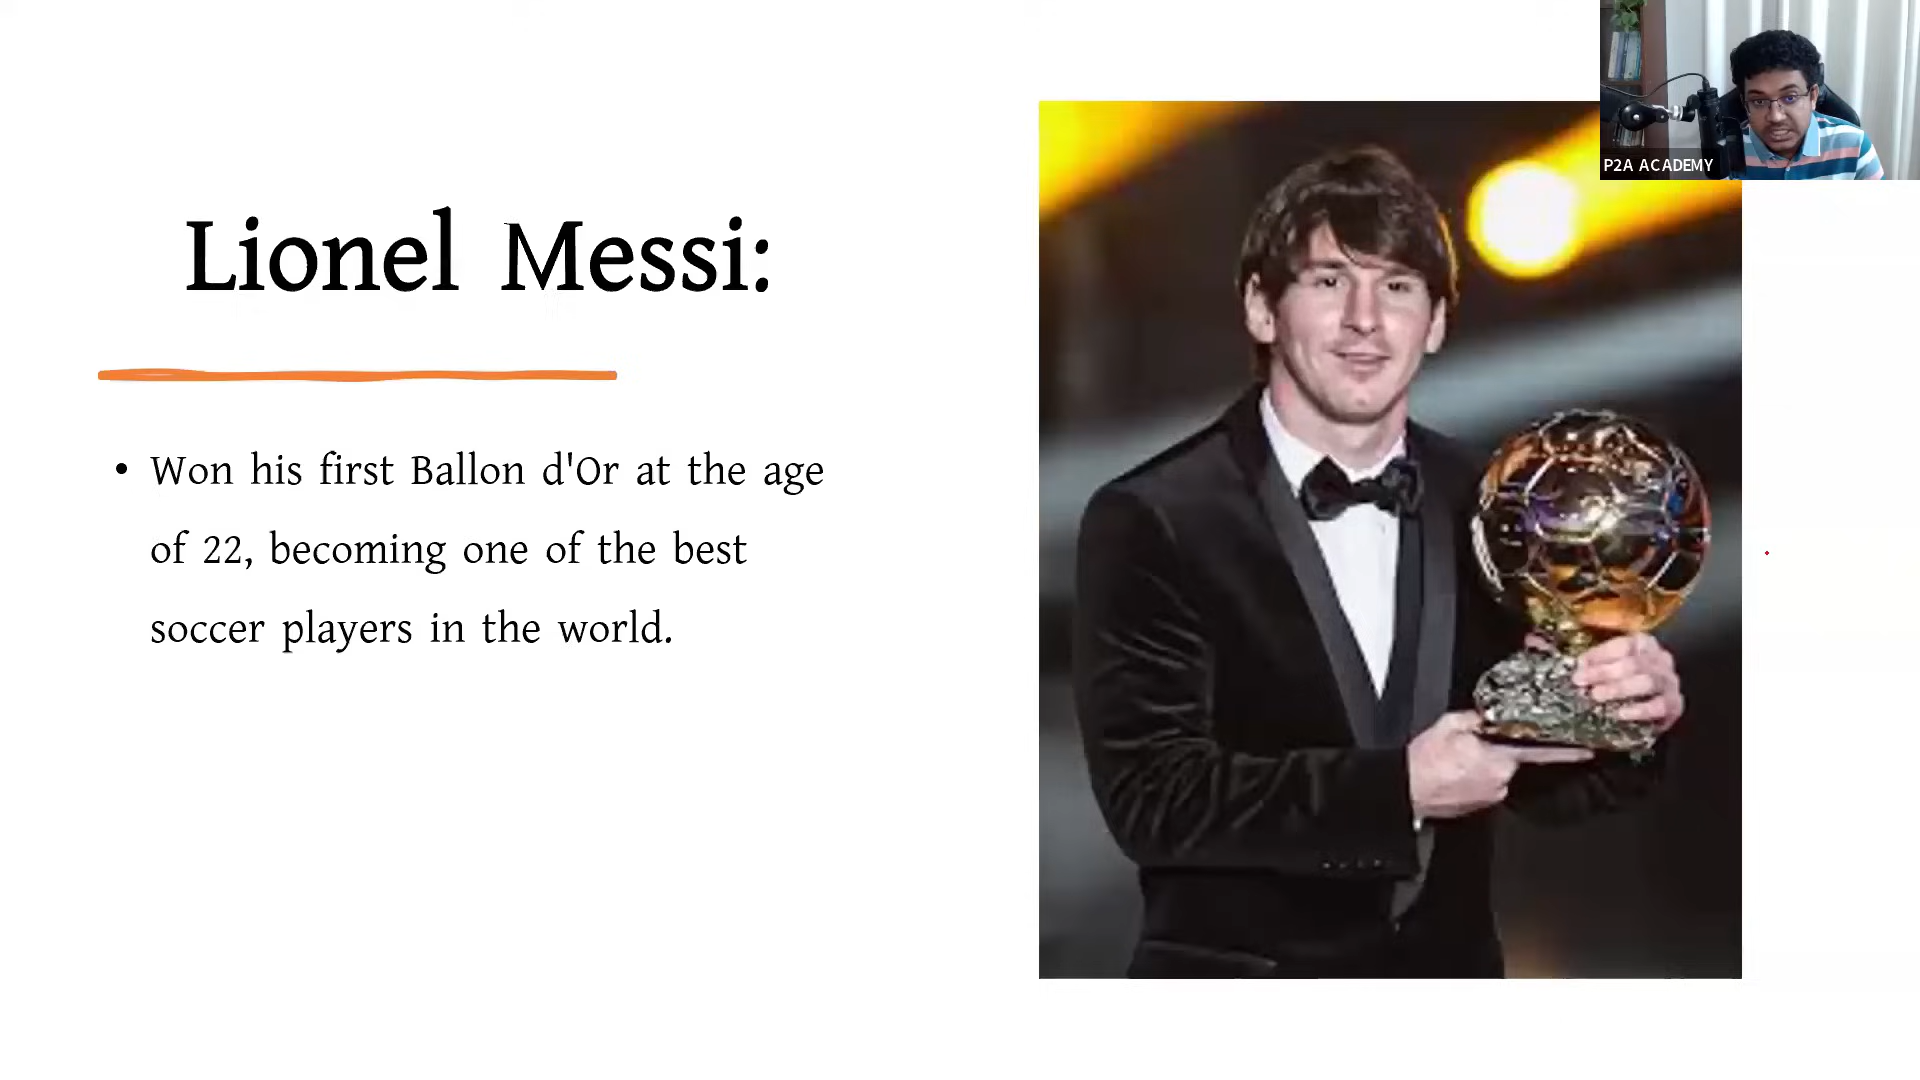 Lionel Messi:
• Won his first Ballon d'Or at the age
of 22, becoming one of the best
soccer players in the world.
P2A ACADEMY